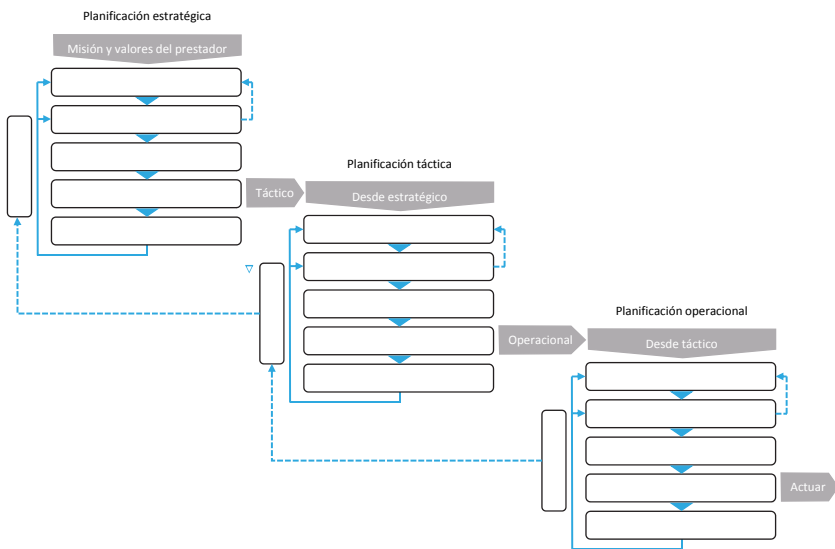 Planificación estratégica
Misión y valores del prestador
Planificación táctica
Táctico
Desde estratégico
Planificación operacional
Operacional
Desde táctico
Actuar